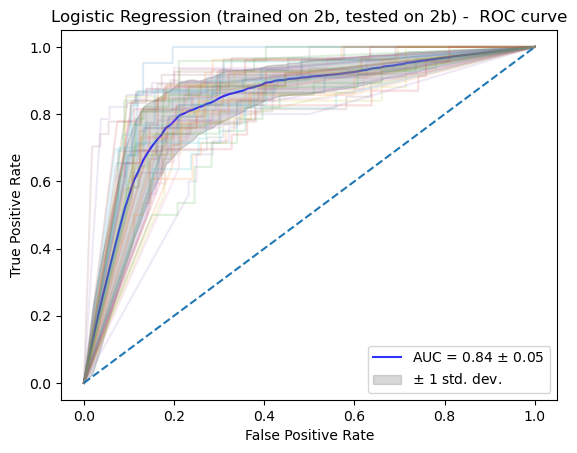 Logistic Regression (trained on 2b, tested on 2b) -  ROC curve
1.0
0.8
0.6
0.4
0.2
0.0
True Positive Rate
0.0 0.2 0.4 0.6 0.8 1.0
False Positive Rate
AUC = 0.84 ± 0.05
± 1 std. dev.